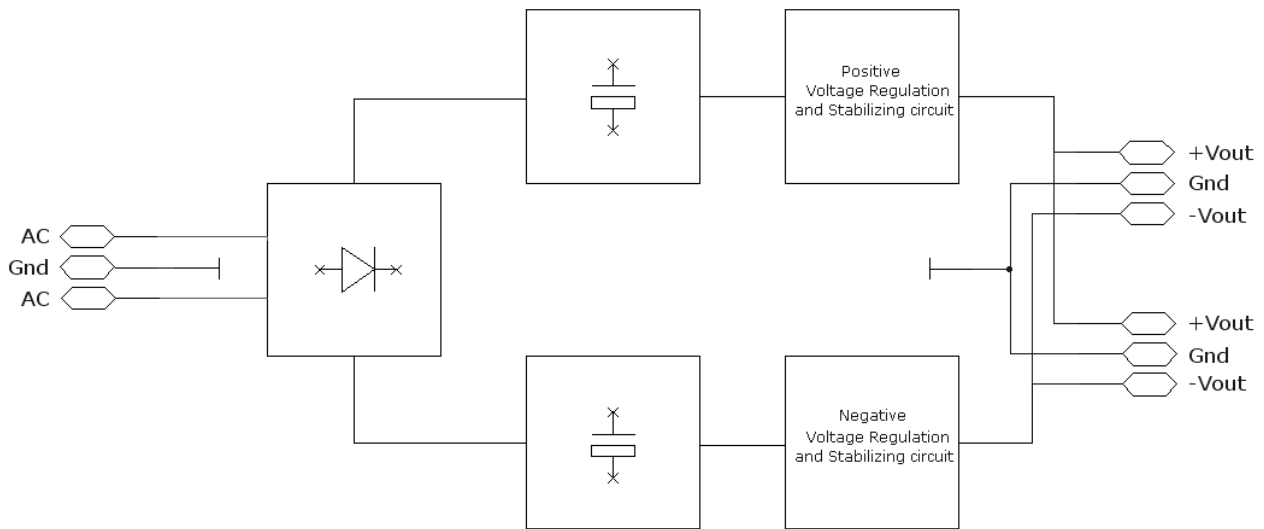 Positive
Voltage Regulation
and Stabilizing circuit
+Vout
Gnd
-Vout
AC
Gnd
AC
+Vout
Gnd
-Vout
Negative
Voltage Regulation
and Stabilizing circuit